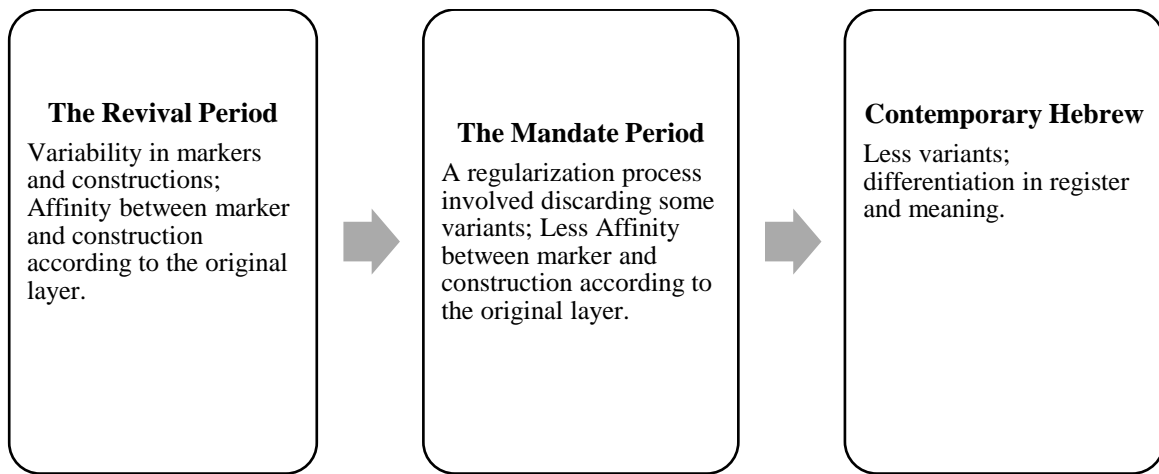 The Revival Period
Variability in markers
and constructions;
Affinity between marker
and construction
according to the original
layer.
The Mandate Period
A regularization process
involved discarding some
variants; Less Affinity
between marker and
construction according to
the original layer.
Contemporary Hebrew
Less variants;
differentiation in register
and meaning.